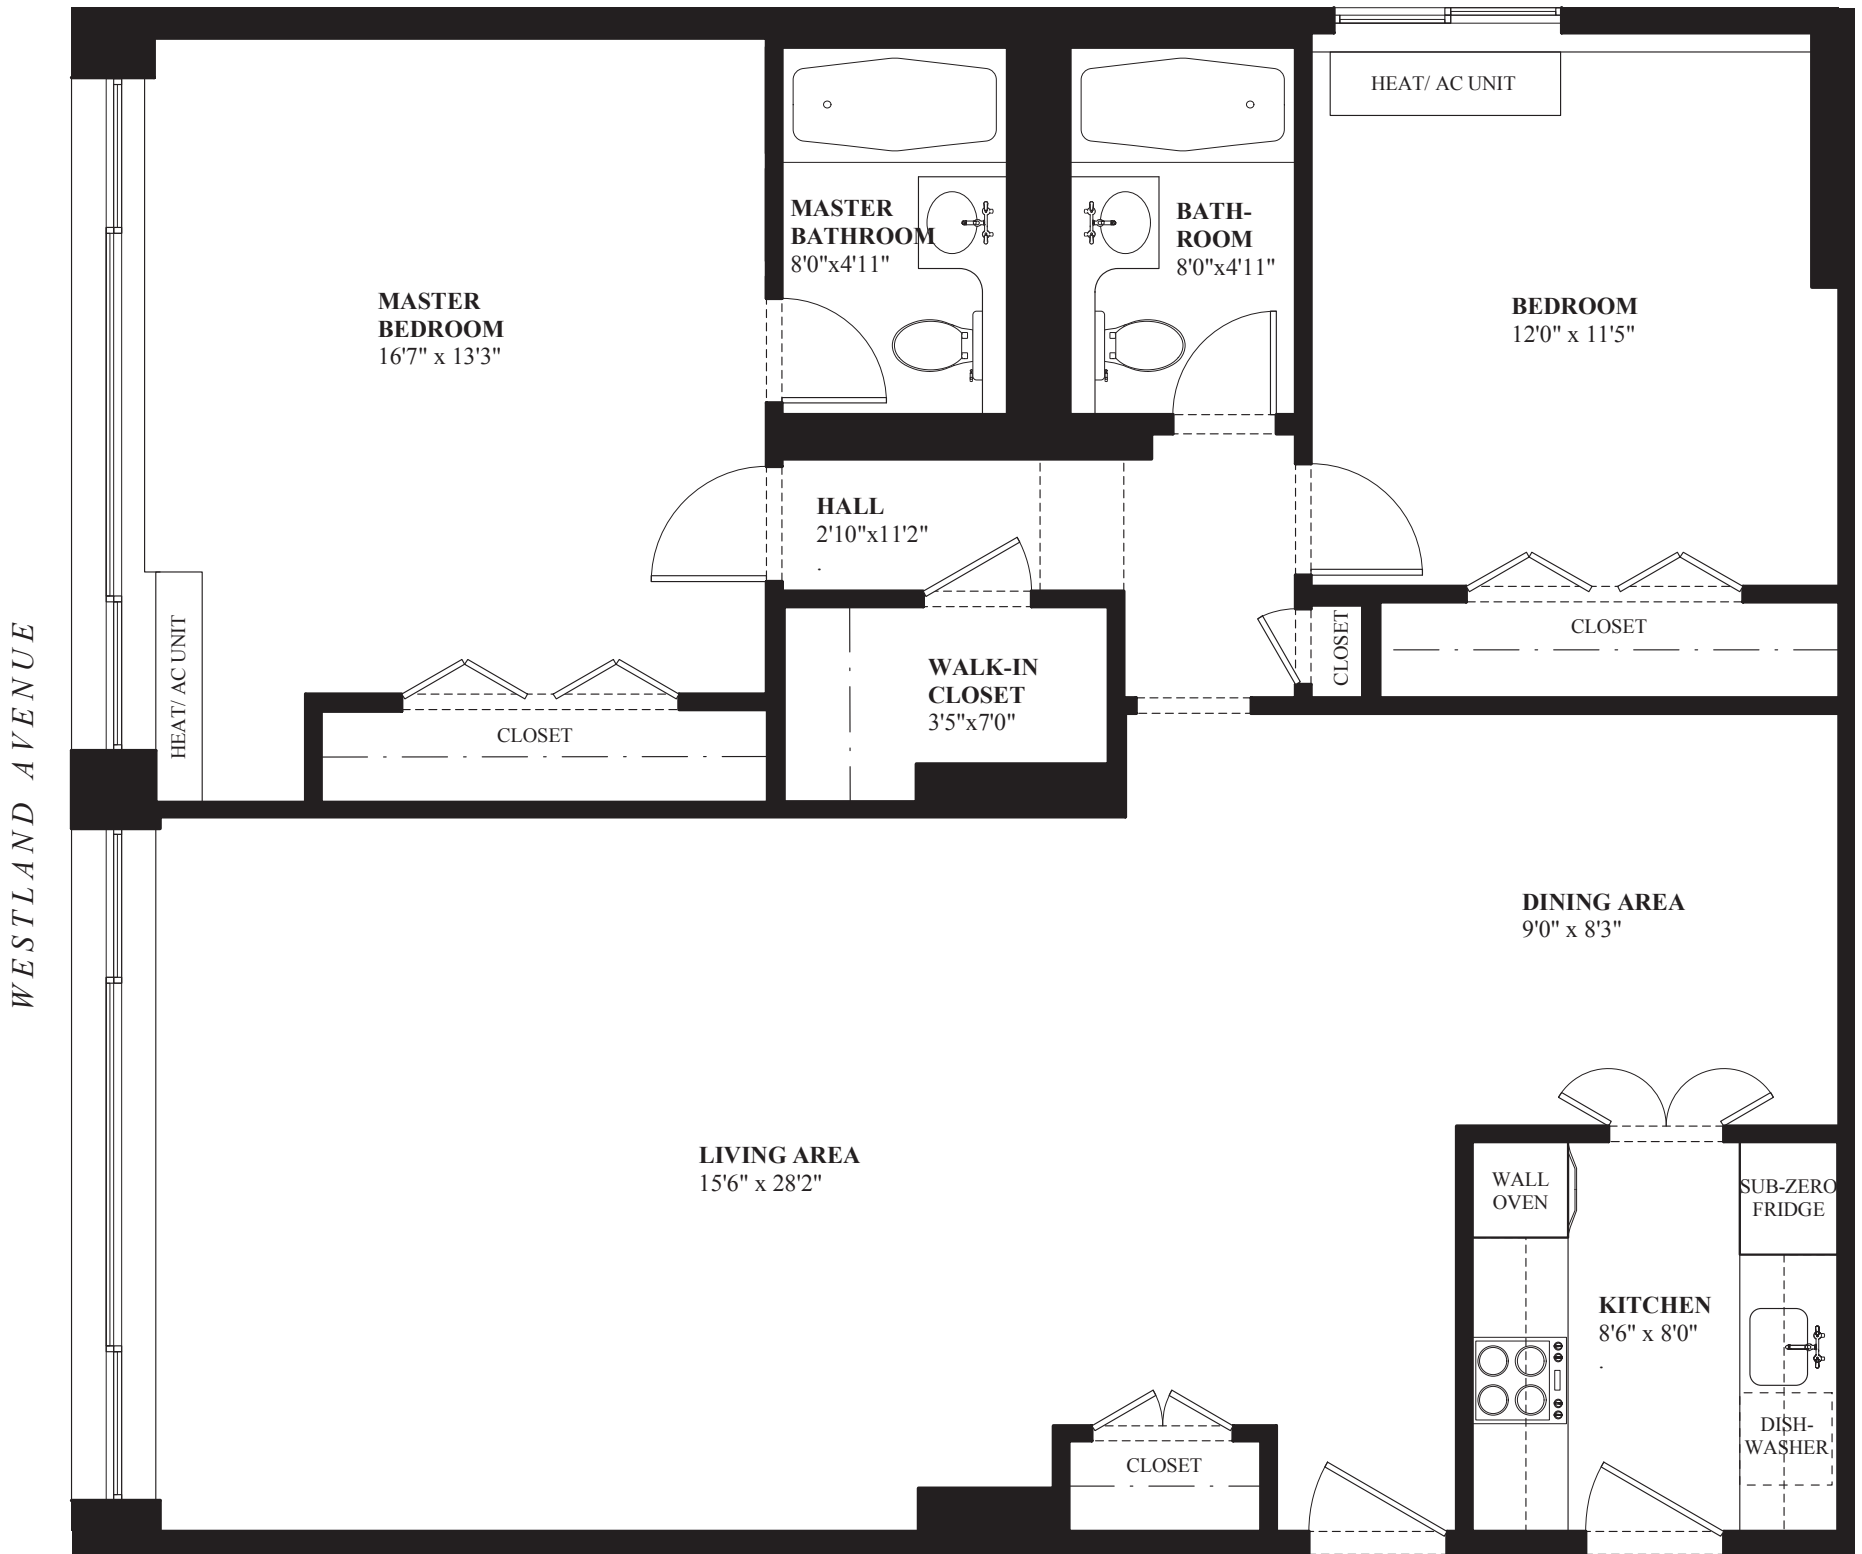 HEAT/ AC UNIT
MASTER
BATHROOM
8'0"x4'11"
BATH-
ROOM
8'0"x4'11"
MASTER
BEDROOM
16'7" x 13'3"
BEDROOM
12'0" x 11'5"
HALL
2'10"x11'2"
.
WESTLAND AVENUE
HEAT/ AC UNIT
CLOSET
WALK-IN
CLOSET
3'5"x7'0"
CLOSET
CLOSET
DINING AREA
9'0" x 8'3"
LIVING AREA
15'6" x 28'2"
WALL
OVEN
SUB-ZERO
FRIDGE
KITCHEN
8'6" x 8'0"
.
DISH-
WASHER
CLOSET